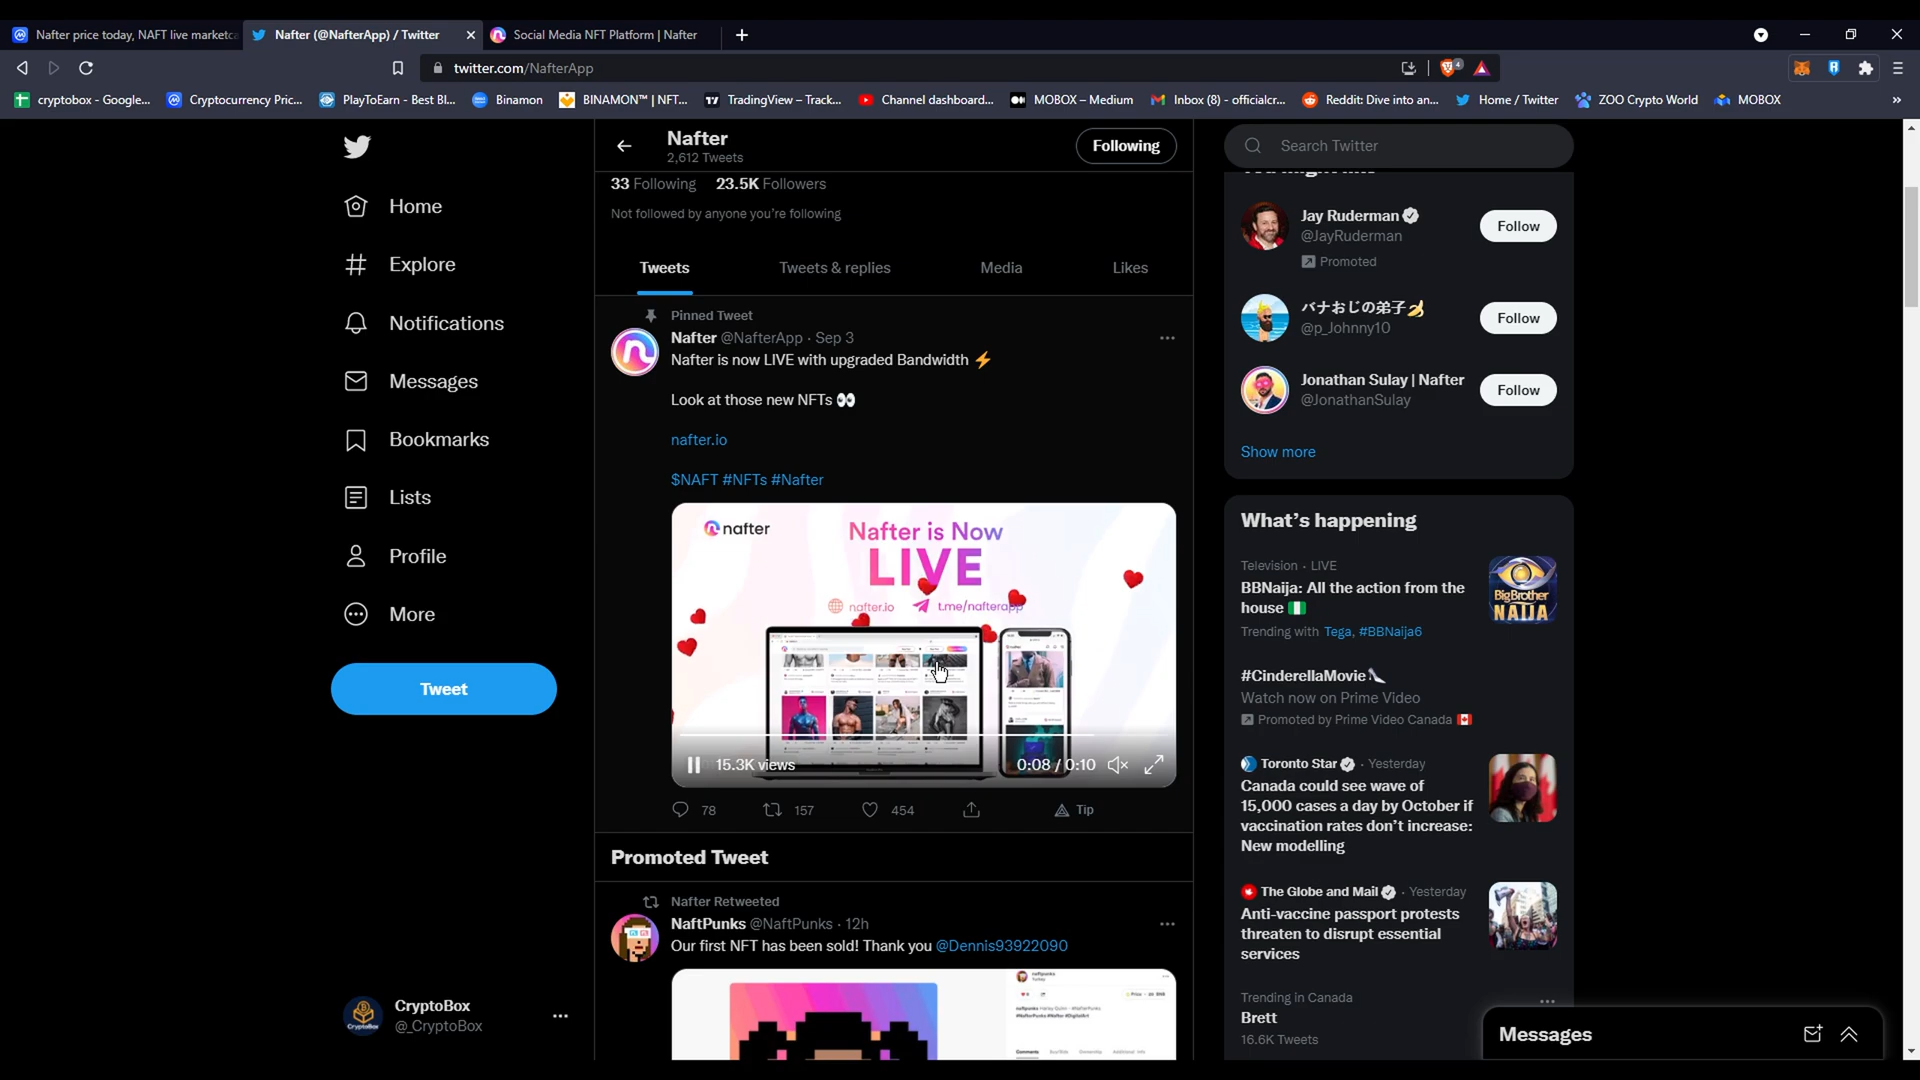 Nafter price today, NAFT live marketca
Nafter (@NafterApp) / Twitter
Social Media NFT Platform | Nafter
twitter.com/NafterApp
4
cryptobox - Google...
Cryptocurrency Pric...
PlayToEarn - Best Bl...
Binamon
BINAMON™ | NFT...
TradingView – Track...
Channel dashboard...
MOBOX – Medium
Inbox (8) - officialcr...
Reddit: Dive into an...
Home / Twitter
ZOO Crypto World
MOBOX
»
Home
Explore
Notifications
Messages
Bookmarks
Lists
Profile
More
Tweet
CryptoBox
@_CryptoBox
Nafter
2,612 Tweets
Following
33 Following 23.5K Followers
Not followed by anyone you're following
Tweets
Tweets & replies
Media
Likes
Pinned Tweet
Nafter @NafterApp · Sep 3
Nafter is now LIVE with upgraded Bandwidth ⚡
Look at those new NFTs 👀
nafter.io
$NAFT #NFTs #Nafter
nafter
Nafter is Now
LIVE
nafter.io
t.me/nafterapp
15.3K views
0:08 / 0:10
78
157
454
Tip
Promoted Tweet
Nafter Retweeted
NaftPunks @NaftPunks · 12h
Our first NFT has been sold! Thank you @Dennis93922090
Search Twitter
Jay Ruderman
@JayRuderman
Promoted
Follow
バナおじの弟子🍌
@p_Johnny10
Follow
Jonathan Sulay | Nafter
@JonathanSulay
Follow
Show more
What's happening
Television · LIVE
BBNaija: All the action from the
house 🇳🇬
Trending with Tega, #BBNaija6
BigBrother
NAIJA
#CinderellaMovie
Watch now on Prime Video
Promoted by Prime Video Canada 🇨🇦
Toronto Star · Yesterday
Canada could see wave of
15,000 cases a day by October if
vaccination rates don't increase:
New modelling
The Globe and Mail · Yesterday
Anti-vaccine passport protests
threaten to disrupt essential
services
Trending in Canada
Brett
16.6K Tweets
Messages